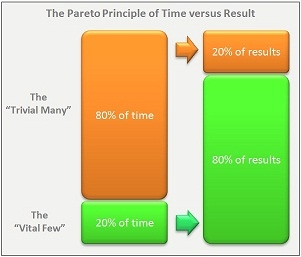 The Pareto Principle of Time versus Result
The
"Trivial Many"
80% of time
20% of results
80% of results
The
"Vital Few"
20% of time